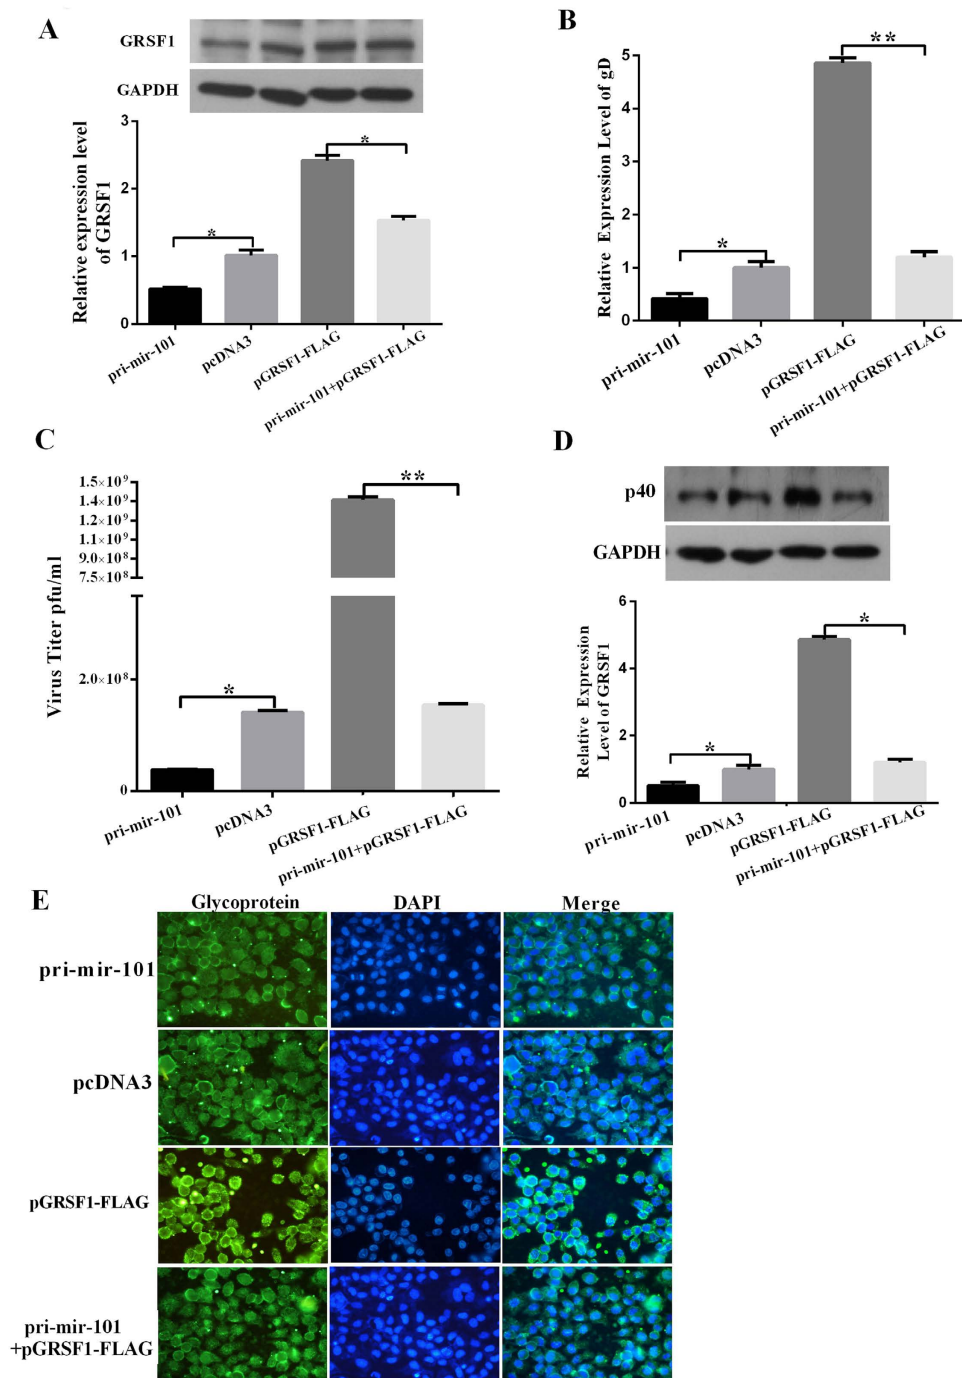 A
GRSF1
GAPDH
Relative expression level
of GRSF1
3
2
1
0
*
*
pri-mir-101
pcDNA3
pGRSF1-FLAG
pri-mir-101+pGRSF1-FLAG
B
Relative Expression Level of gD
5
4
3
2
1
0
*
**
pri-mir-101
pcDNA3
pGRSF1-FLAG
pri-mir-101+pGRSF1-FLAG
C
Virus Titer pfu/ml
1.5×10⁹
1.4×10⁹
1.2×10⁹
1.1×10⁹
9.0×10⁸
7.5×10⁸
2.0×10⁸
0
*
**
pri-mir-101
pcDNA3
pGRSF1-FLAG
pri-mir-101+pGRSF1-FLAG
D
p40
GAPDH
Relative Expression
Level of GRSF1
6
4
2
0
*
*
pri-mir-101
pcDNA3
pGRSF1-FLAG
pri-mir-101+pGRSF1-FLAG
E
Glycoprotein DAPI Merge
pri-mir-101
pcDNA3
pGRSF1-FLAG
pri-mir-101
+pGRSF1-FLAG